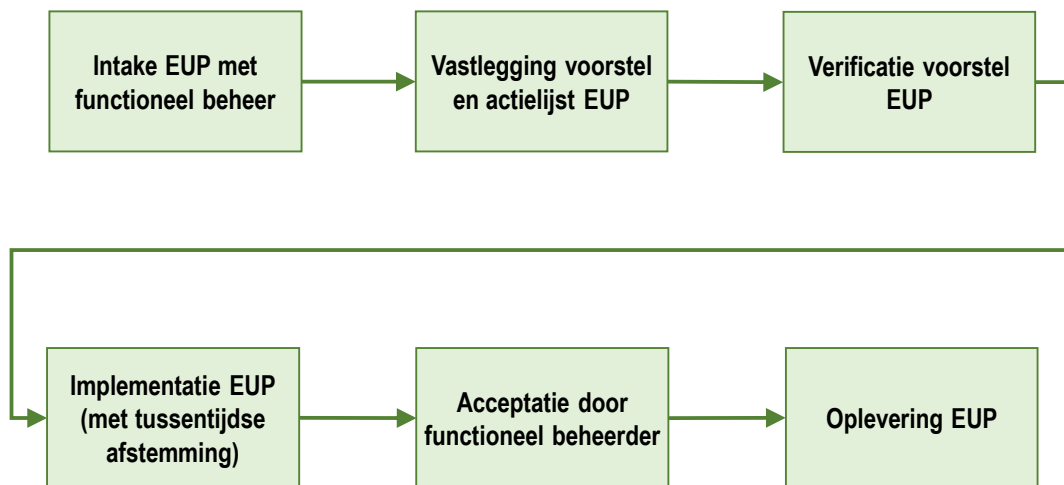 Intake EUP met
functioneel beheer
Vastlegging voorstel
en actielijst EUP
Verificatie voorstel
EUP
Implementatie EUP
(met tussentijdse
afstemming)
Acceptatie door
functioneel beheerder
Oplevering EUP